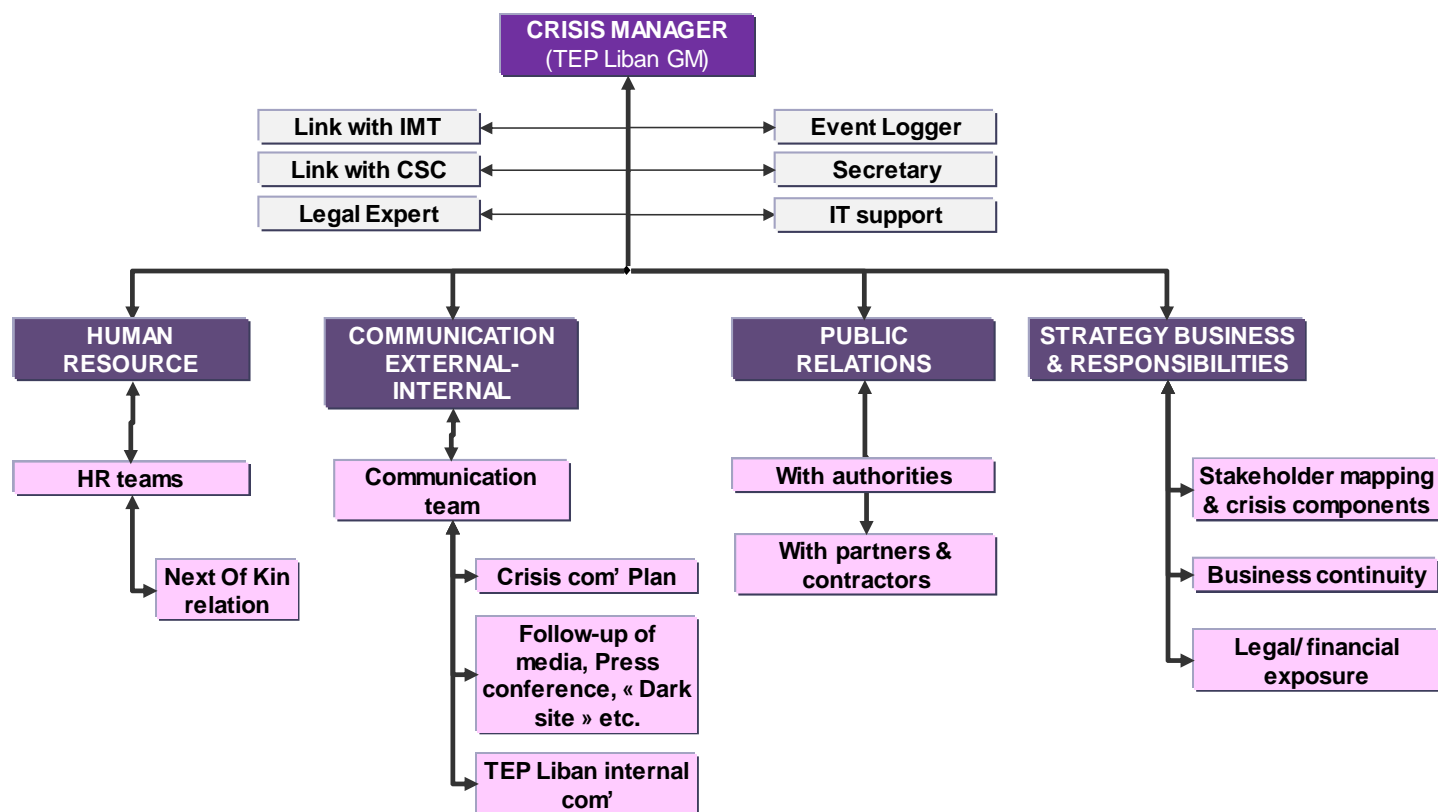 CRISIS MANAGER
(TEP Liban GM)
Link with IMT
Event Logger
Link with CSC
Secretary
Legal Expert
IT support
HUMAN
RESOURCE
COMMUNICATION
EXTERNAL-
INTERNAL
PUBLIC
RELATIONS
STRATEGY BUSINESS
& RESPONSIBILITIES
HR teams
Next Of Kin
relation
Communication
team
Crisis com’ Plan
Follow-up of
media, Press
conference, « Dark
site » etc.
TEP Liban internal
com’
With authorities
With partners &
contractors
Stakeholder mapping
& crisis components
Business continuity
Legal/ financial
exposure